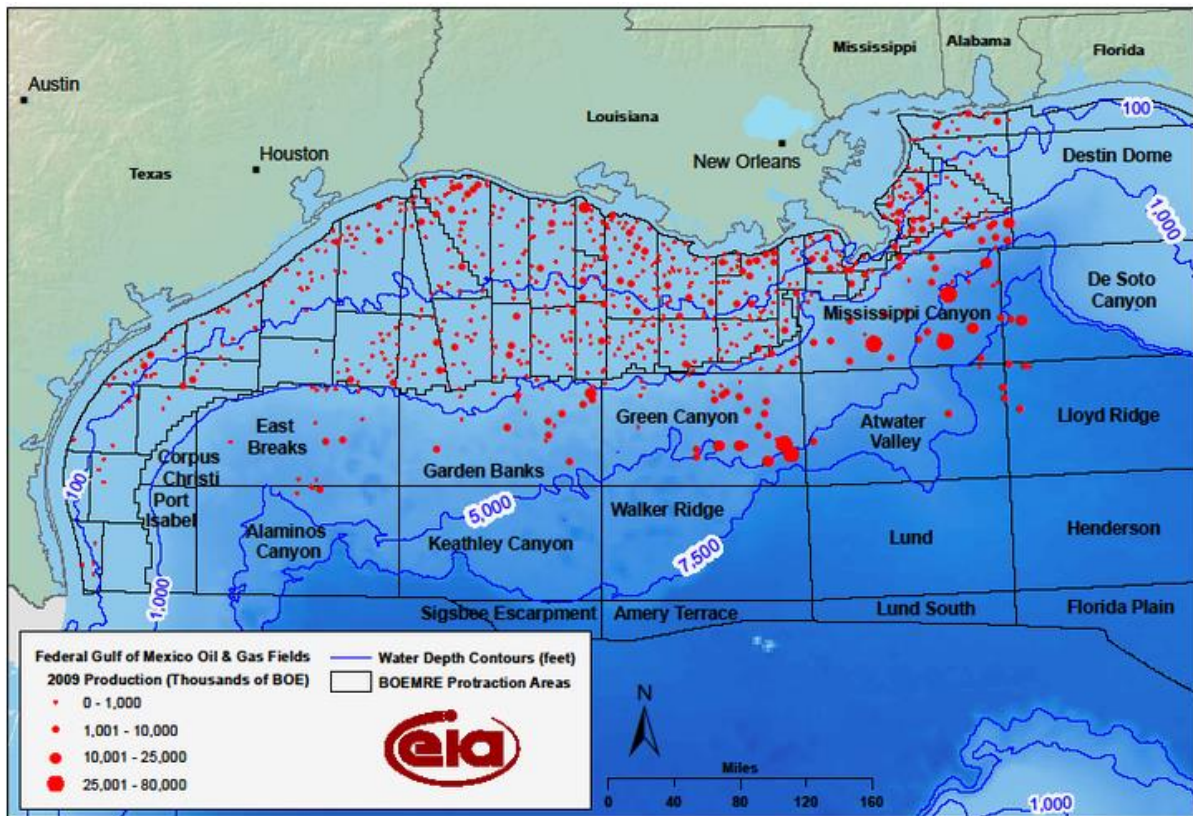 Austin
Houston
Texas
Louisiana
New Orleans
Mississippi
Alabama
Florida
100
Destin Dome
1,000
De Soto
Canyon
Mississippi Canyon
Green Canyon
Atwater
Valley
Lloyd Ridge
East
Breaks
Garden Banks
Corpus
Christi
100
Port
Isabel
5,000
Walker Ridge
Alaminos
Canyon
Keathley Canyon
7,500
Lund
Henderson
1,000
Sigsbee Escarpment
Amery Terrace
Lund South
Florida Plain
Federal Gulf of Mexico Oil & Gas Fields
2009 Production (Thousands of BOE)
0 - 1,000
1,001 - 10,000
10,001 - 25,000
25,001 - 80,000
Water Depth Contours (feet)
BOEMRE Protraction Areas
eia
N
Miles
0 40 80 120 160
1,000